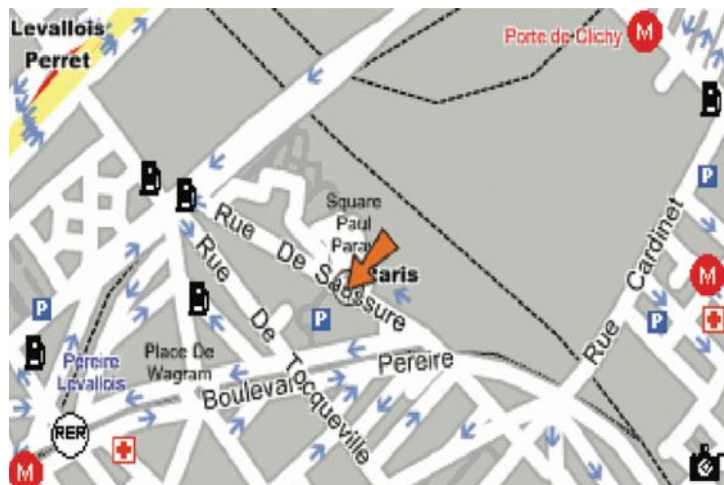 Levallois
Perret
Porte de Clichy
M
P
Square
Paul
Rue De Saussure
Paris
Rue Cardinet
M
Rue De Tocqueville
P
P
P
Place De
Wagram
Pereire
Levallois
Boulevard Pereire
RER
M